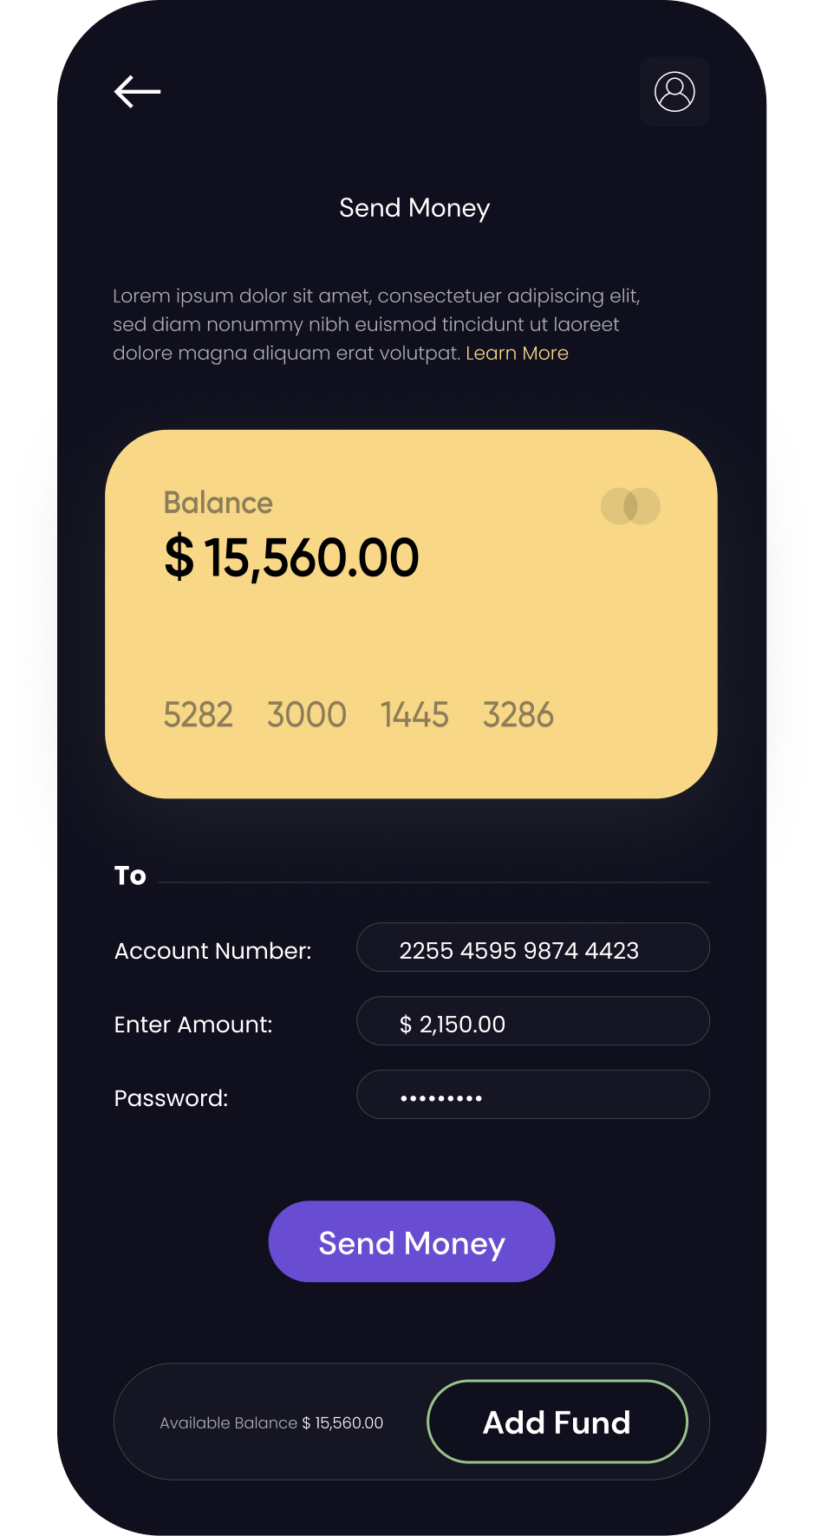 Send Money
Lorem ipsum dolor sit amet, consectetuer adipiscing elit,
sed diam nonummy nibh euismod tincidunt ut laoreet
dolore magna aliquam erat volutpat. Learn More
Balance
$ 15,560.00
5282 3000 1445 3286
To
Account Number: 2255 4595 9874 4423
Enter Amount: $ 2,150.00
Password: •••••••••
Send Money
Available Balance $ 15,560.00 Add Fund